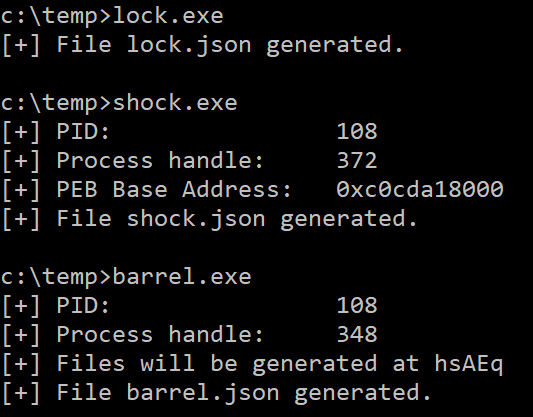 c:\temp>lock.exe
[+] File lock.json generated.
c:\temp>shock.exe
[+] PID: 108
[+] Process handle: 372
[+] PEB Base Address: 0xc0cda18000
[+] File shock.json generated.
c:\temp>barrel.exe
[+] PID: 108
[+] Process handle: 348
[+] Files will be generated at hsAEq
[+] File barrel.json generated.